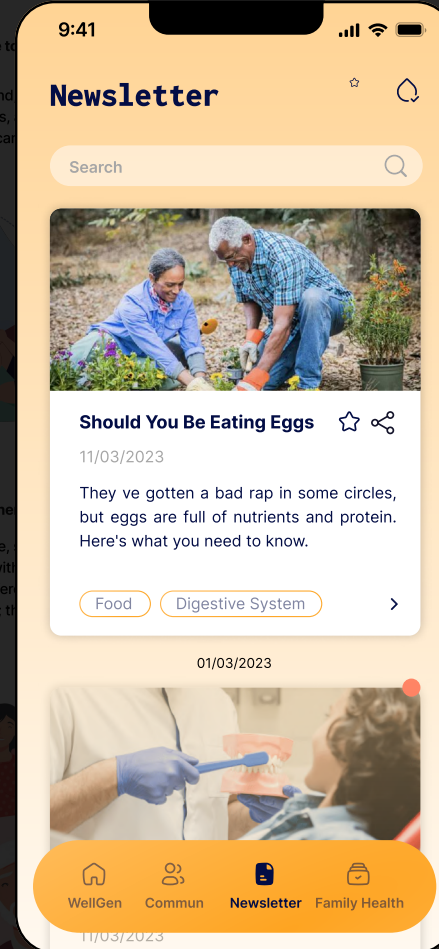 9:41
Newsletter
Search
Should You Be Eating Eggs
11/03/2023
They ve gotten a bad rap in some circles,
but eggs are full of nutrients and protein.
Here's what you need to know.
Food
Digestive System
01/03/2023
WellGen
Commun
Newsletter
Family Health
11/03/2023